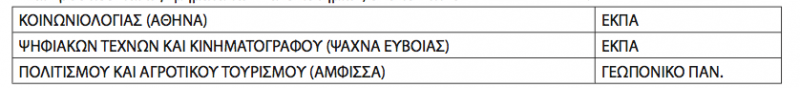 ΚΟΙΝΩΝΙΟΛΟΓΙΑΣ (ΑΘΗΝΑ) ΕΚΠΑ
ΨΗΦΙΑΚΩΝ ΤΕΧΝΩΝ ΚΑΙ ΚΙΝΗΜΑΤΟΓΡΑΦΟΥ (ΨΑΧΝΑ ΕΥΒΟΙΑΣ) ΕΚΠΑ
ΠΟΛΙΤΙΣΜΟΥ ΚΑΙ ΑΓΡΟΤΙΚΟΥ ΤΟΥΡΙΣΜΟΥ (ΑΜΦΙΣΣΑ) ΓΕΩΠΟΝΙΚΟ ΠΑΝ.